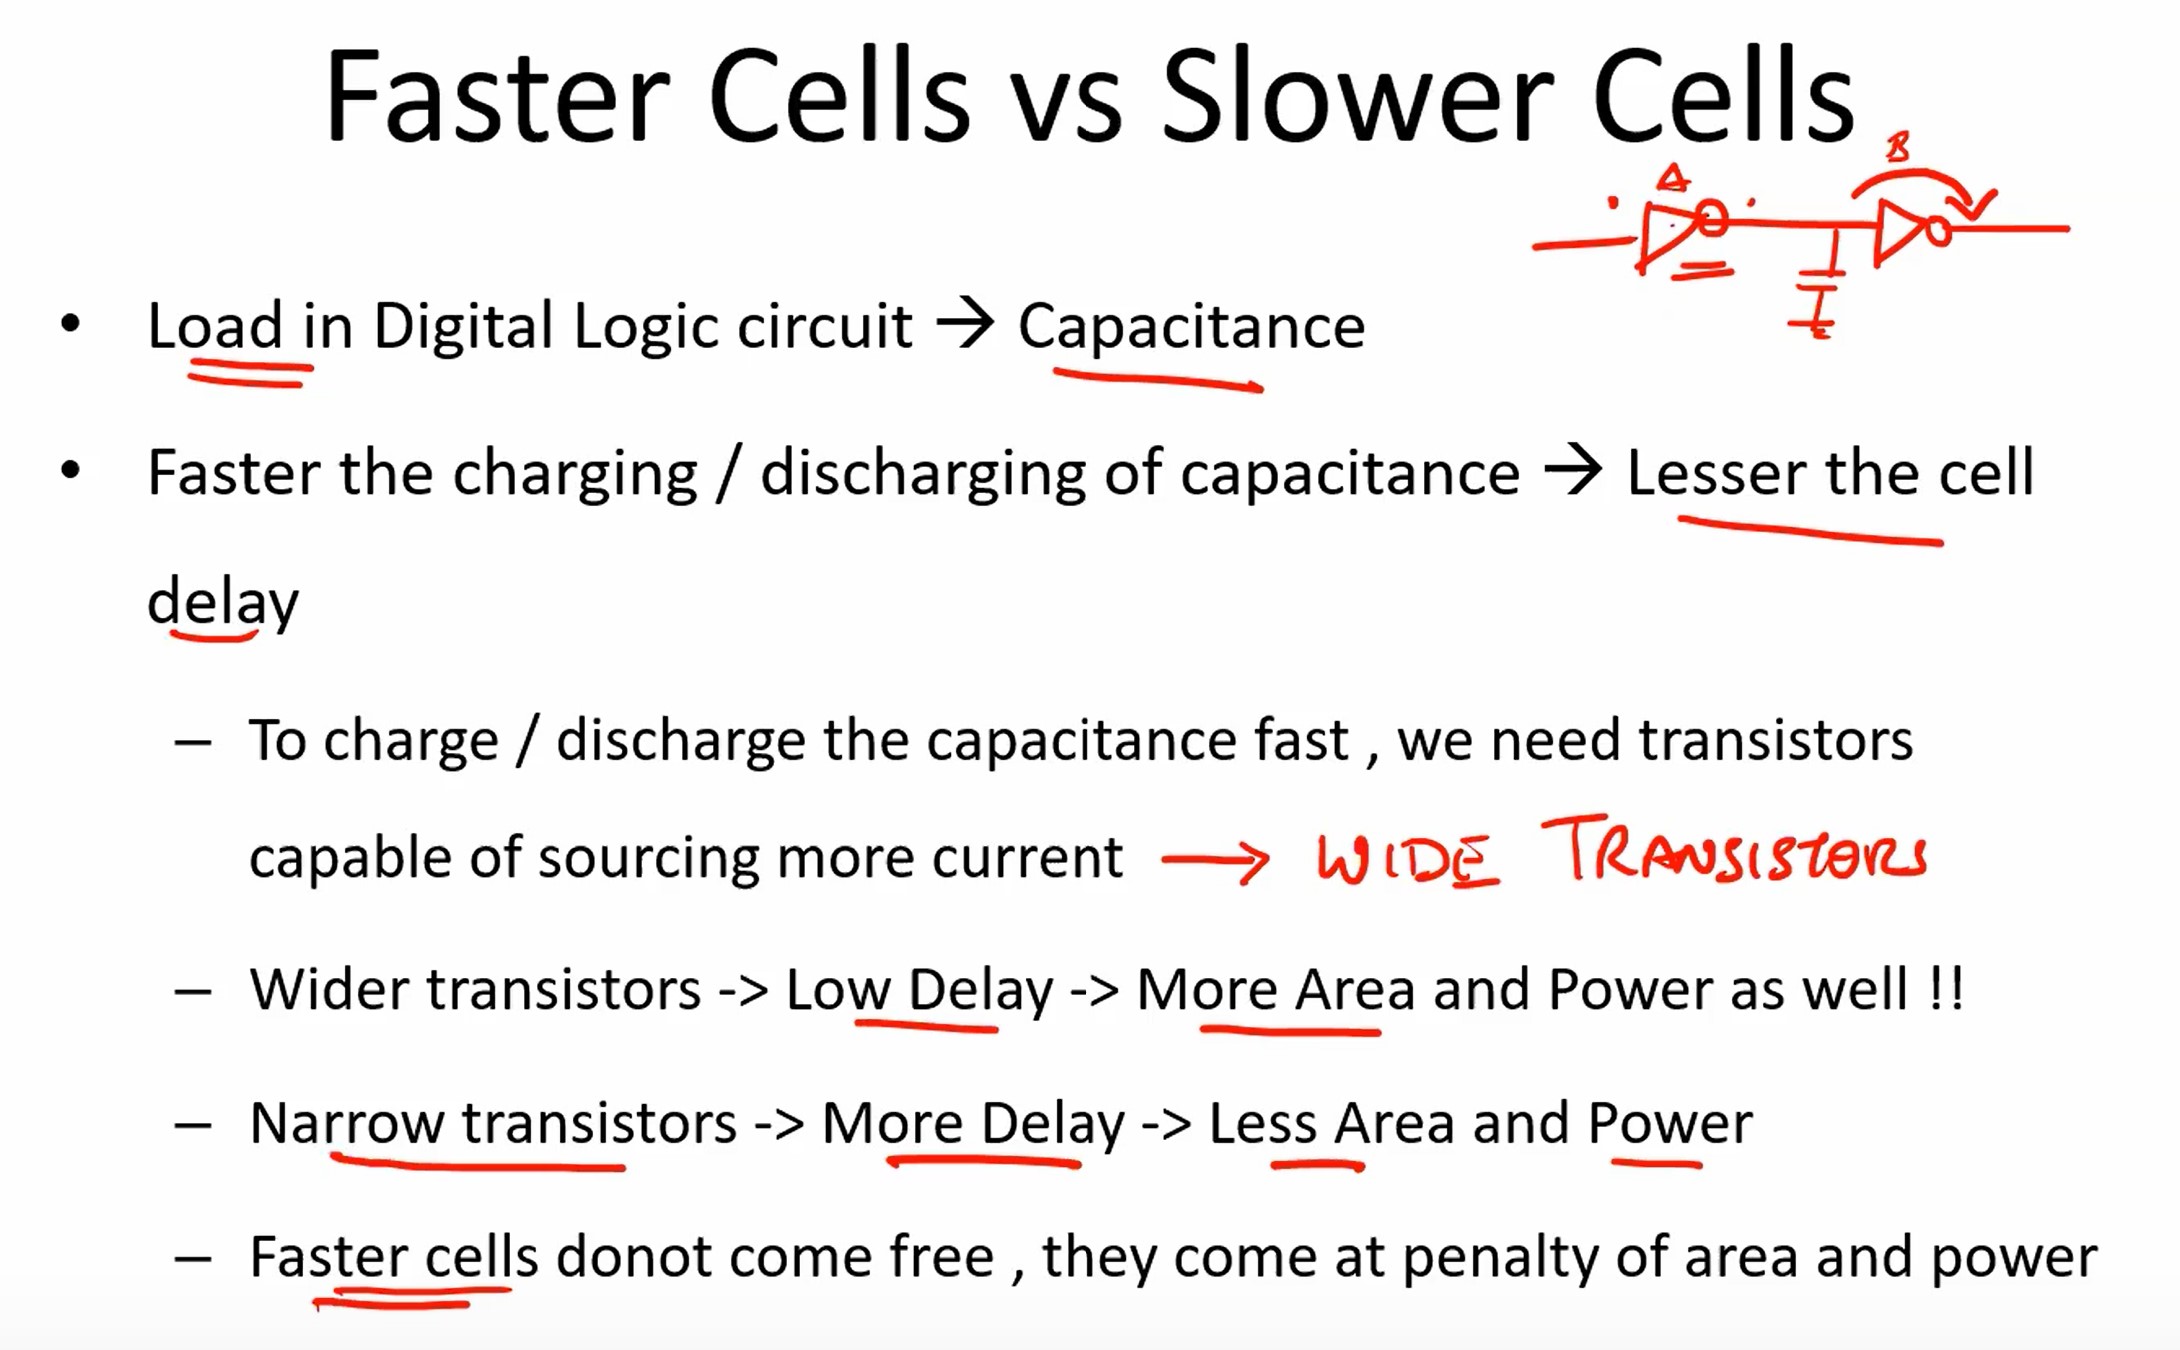 Faster Cells vs Slower Cells
A
B
• Load in Digital Logic circuit → Capacitance
• Faster the charging / discharging of capacitance → Lesser the cell
delay
– To charge / discharge the capacitance fast , we need transistors
capable of sourcing more current → WIDE TRANSISTORS
– Wider transistors -> Low Delay -> More Area and Power as well !!
– Narrow transistors -> More Delay -> Less Area and Power
– Faster cells donot come free , they come at penalty of area and power